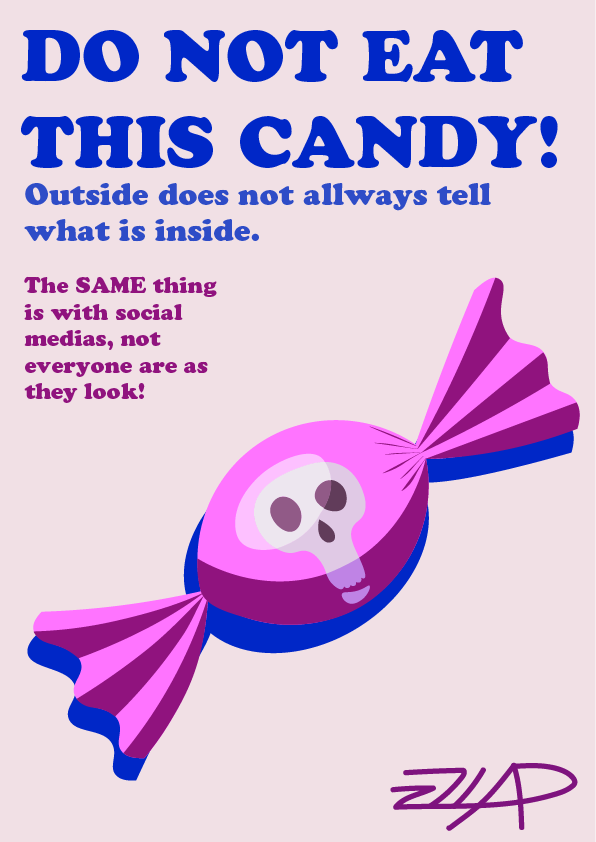 DO NOT EAT
THIS CANDY!
Outside does not allways tell
what is inside.
The SAME thing
is with social
medias, not
everyone are as
they look!